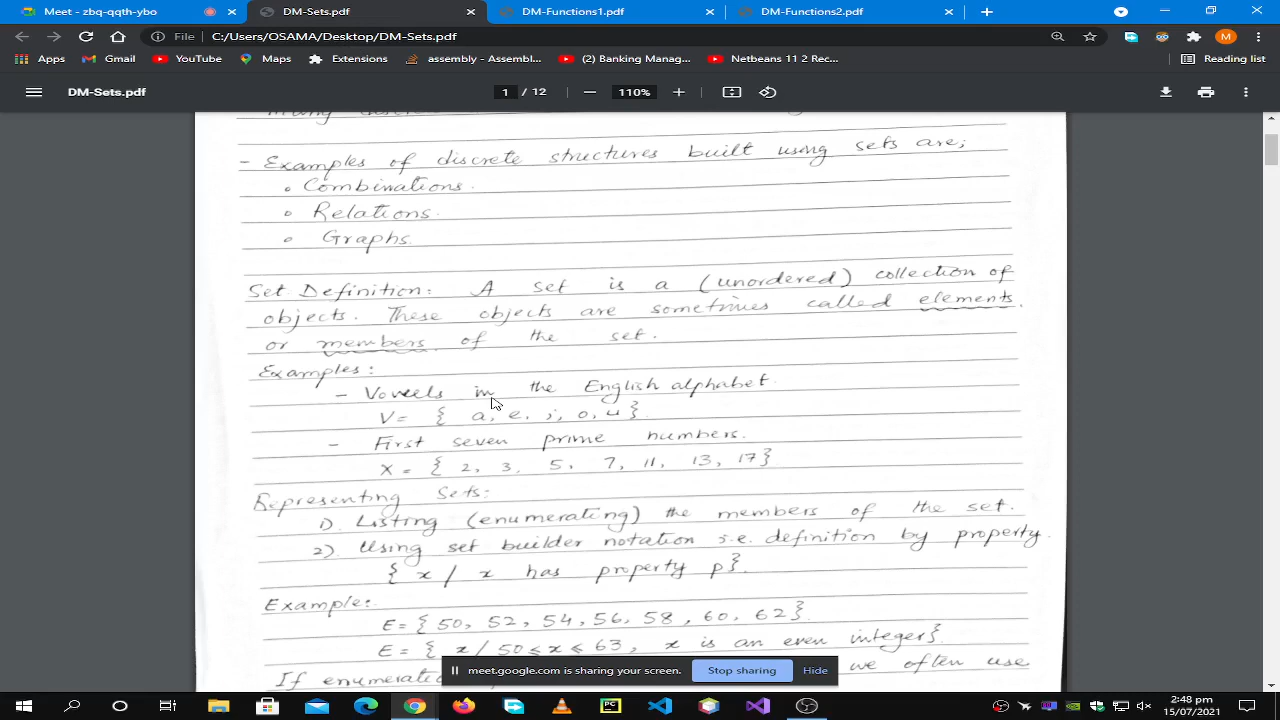 Meet - zbq-qqth-ybo
DM-Sets.pdf
DM-Functions1.pdf
DM-Functions2.pdf
File
C:/Users/OSAMA/Desktop/DM-Sets.pdf
Apps
Gmail
YouTube
Maps
Extensions
assembly - Assembl...
(2) Banking Manag...
Netbeans 11 2 Rec...
Reading list
DM-Sets.pdf
1 / 12
110%
- Examples of discrete structures built using sets are;
• Combinations.
• Relations.
• Graphs.
Set Definition: A set is a (unordered) collection of
objects. These objects are sometimes called elements
or members of the set.
Examples:
- Vowels in the English alphabet
V = { a, e, i, o, u }
- First seven prime numbers.
X = { 2, 3, 5, 7, 11, 13, 17}
Representing Sets:
1). Listing (enumerating) the members of the set.
2). Using set builder notation i.e. definition by property.
{ x / x has property p}.
Example:
E = { 50, 52, 54, 56, 58, 60, 62}
E = { x / 50 ≤ x ≤ 63, x is an even integer}
If we often use
meet.google.com is sharing your screen.
Stop sharing
Hide
2:48 pm
15/07/2021